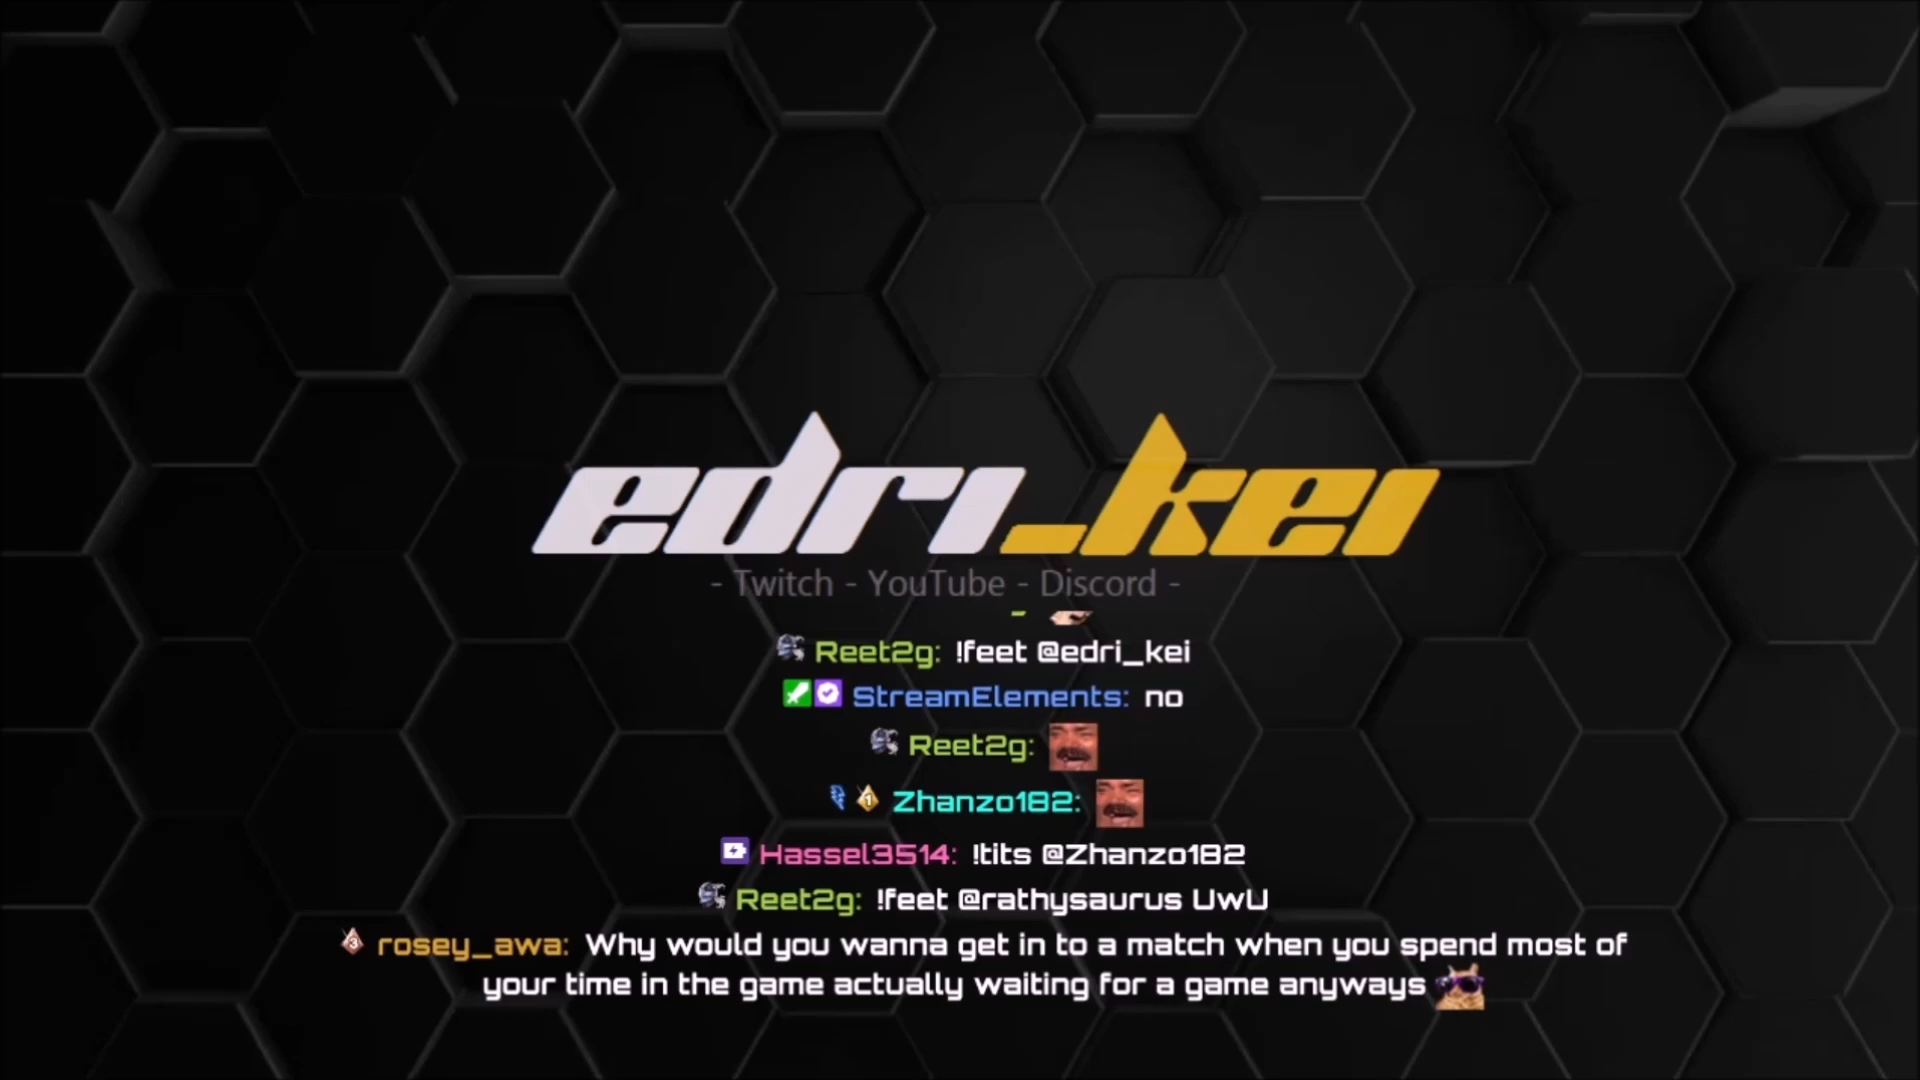 edri_kei
- Twitch - YouTube - Discord -
Reet2g: !feet @edri_kei
StreamElements: no
Reet2g:
Zhanzo182:
Hassel3514: !tits @Zhanzo182
Reet2g: !feet @rathysaurus UwU
rosey_awa: Why would you wanna get in to a match when you spend most of
your time in the game actually waiting for a game anyways